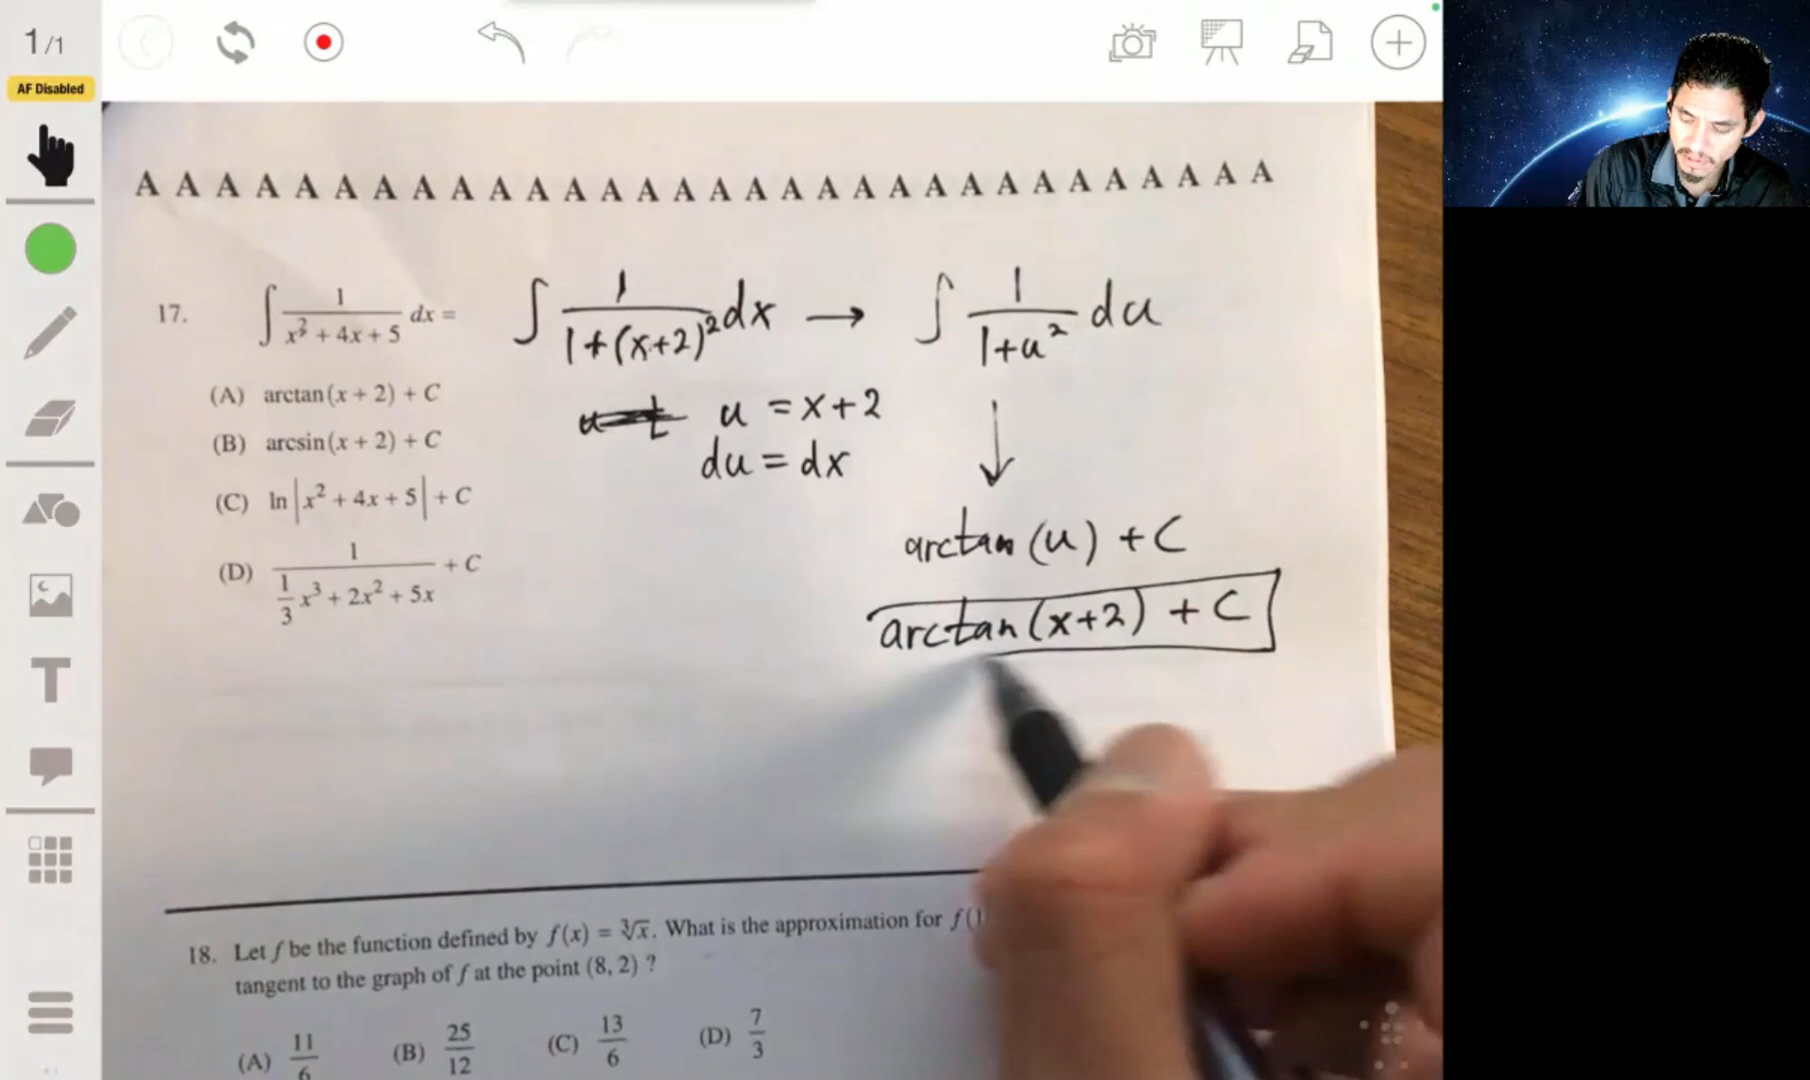 1/1
AF Disabled
A A A A A A A A A A A A A A A A A A A A A A A A A A A A A A
17. ∫ 1/(x² + 4x + 5) dx =
(A) arctan(x + 2) + C
(B) arcsin(x + 2) + C
(C) ln|x² + 4x + 5| + C
(D) 1/(1/3 x³ + 2x² + 5x) + C
∫ 1/(1+(x+2)²) dx → ∫ 1/(1+u²) du
u = x+2
du = dx
arctan(u) + C
arctan(x+2) + C
18. Let f be the function defined by f(x) = ∛x. What is the approximation for f(1
tangent to the graph of f at the point (8, 2) ?
(A) 11/6 (B) 25/12 (C) 13/6 (D) 7/3
T